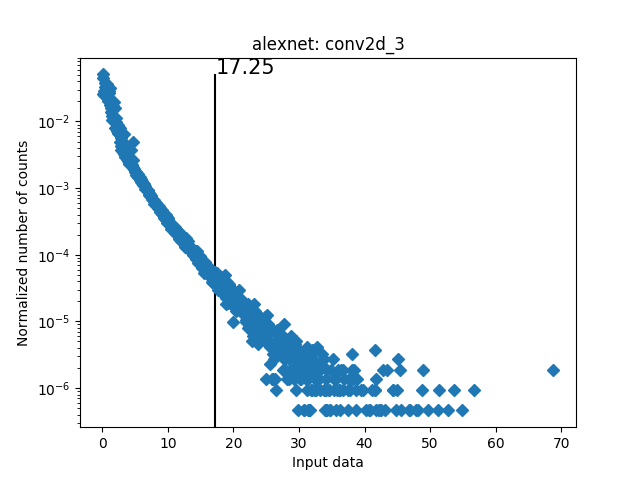 alexnet: conv2d_3
17.25
10⁻²
10⁻³
10⁻⁴
10⁻⁵
10⁻⁶
Normalized number of counts
0 10 20 30 40 50 60 70
Input data